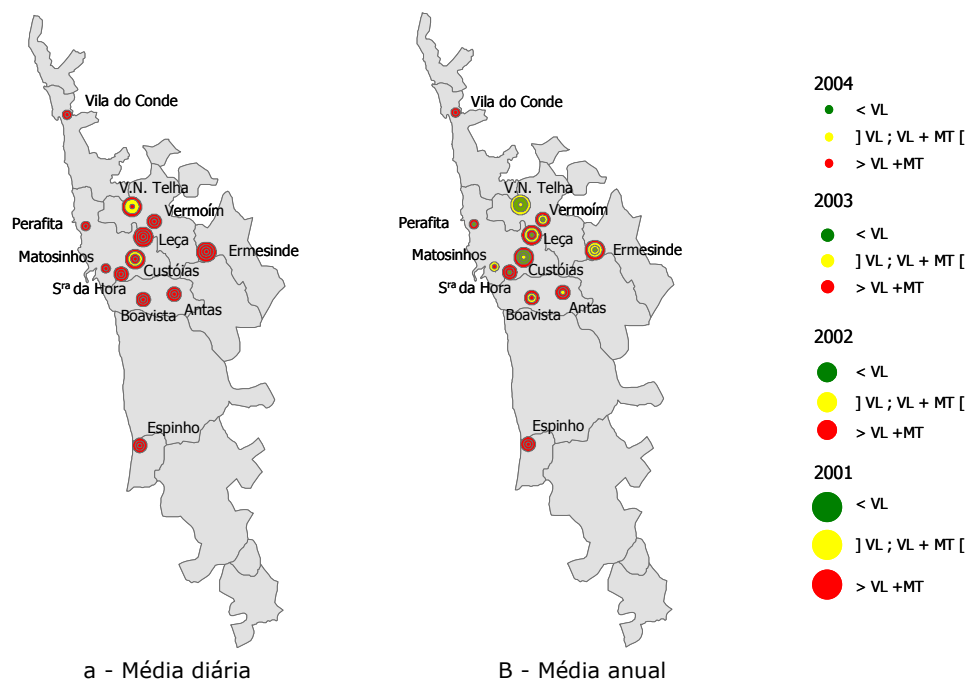 Vila do Conde
V.N. Telha
Vermoím
Perafita
Leça
Matosinhos
Ermesinde
Custóias
Sʳᵃ da Hora
Boavista
Antas
Espinho
a - Média diária
Vila do Conde
V.N. Telha
Vermoím
Perafita
Leça
Matosinhos
Ermesinde
Custóias
Sʳᵃ da Hora
Boavista
Antas
Espinho
B - Média anual
2004
< VL
] VL ; VL + MT [
> VL +MT
2003
< VL
] VL ; VL + MT [
> VL +MT
2002
< VL
] VL ; VL + MT [
> VL +MT
2001
< VL
] VL ; VL + MT [
> VL +MT